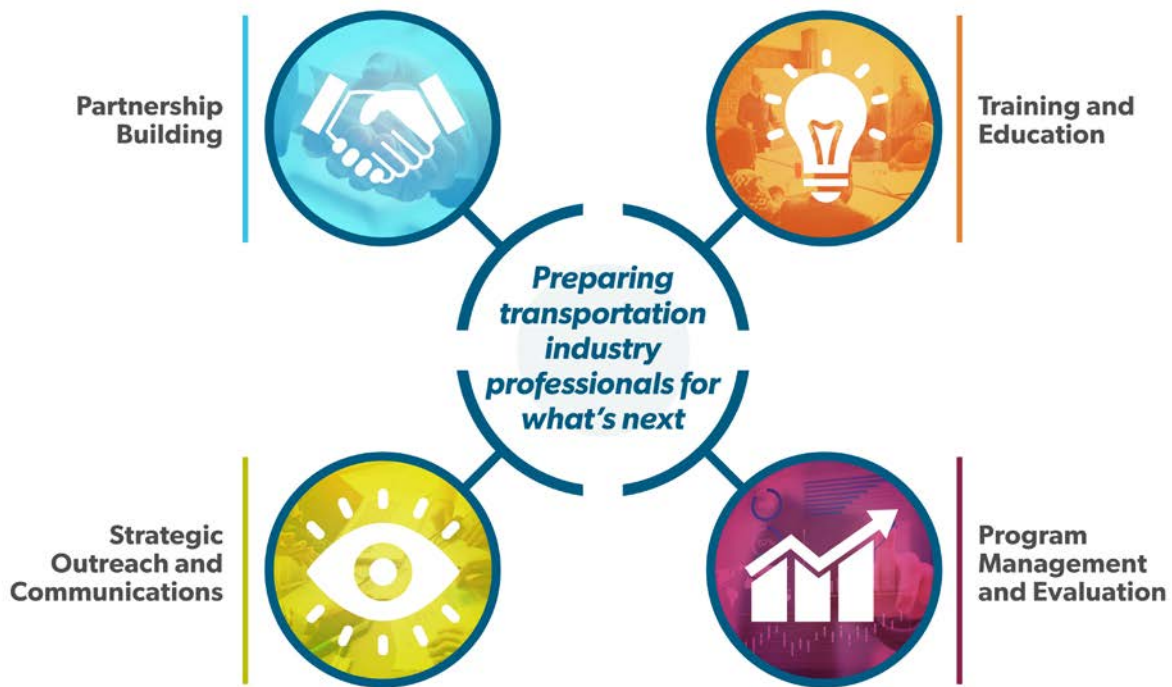 Partnership
Building
Training and
Education
Preparing
transportation
industry
professionals for
what's next
Strategic
Outreach and
Communications
Program
Management
and Evaluation